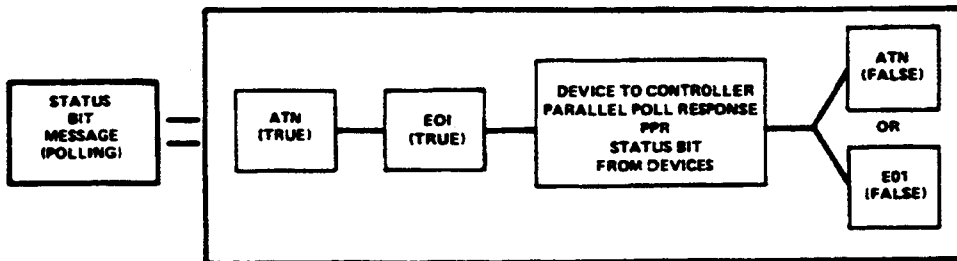 STATUS
BIT
MESSAGE
(POLLING)
=
ATN
(TRUE)
EOI
(TRUE)
DEVICE TO CONTROLLER
PARALLEL POLL RESPONSE
PPR
STATUS BIT
FROM DEVICES
ATN
(FALSE)
OR
E01
(FALSE)